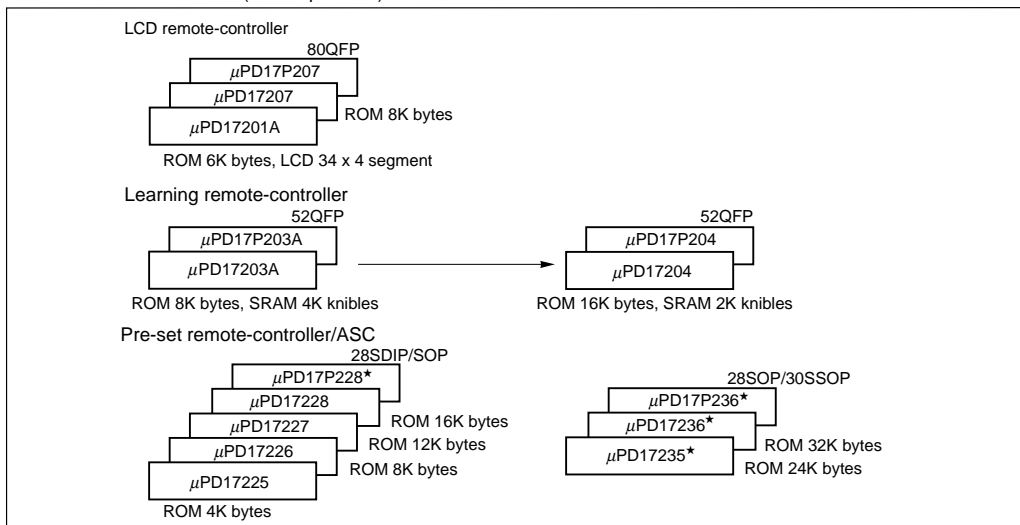 LCD remote-controller
80QFP
μPD17P207
μPD17207
ROM 8K bytes
μPD17201A
ROM 6K bytes, LCD 34 x 4 segment
Learning remote-controller
52QFP
μPD17P203A
μPD17203A
ROM 8K bytes, SRAM 4K knibles
52QFP
μPD17P204
μPD17204
ROM 16K bytes, SRAM 2K knibles
Pre-set remote-controller/ASC
28SDIP/SOP
μPD17P228★
μPD17228
ROM 16K bytes
μPD17227
ROM 12K bytes
μPD17226
ROM 8K bytes
μPD17225
ROM 4K bytes
28SOP/30SSOP
μPD17P236★
μPD17236★
ROM 32K bytes
μPD17235★
ROM 24K bytes